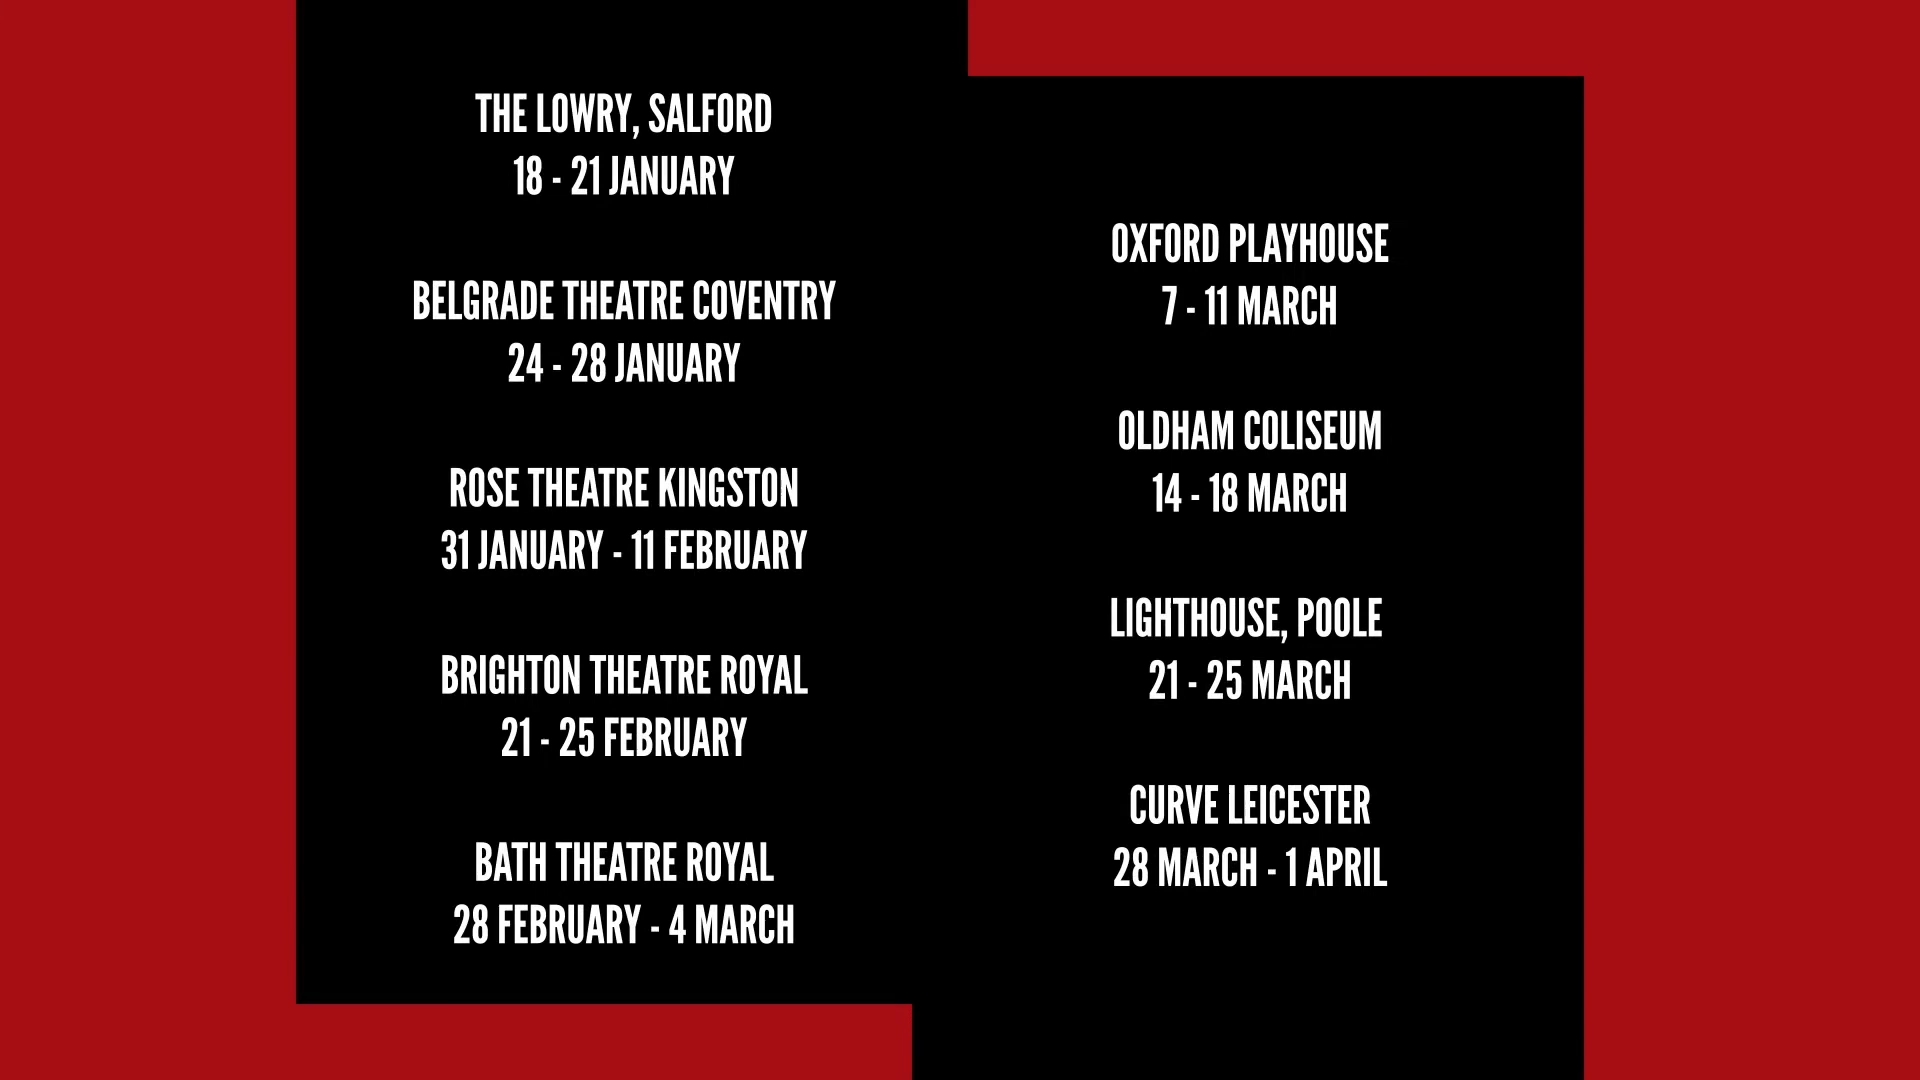 THE LOWRY, SALFORD
18 - 21 JANUARY
BELGRADE THEATRE COVENTRY
24 - 28 JANUARY
ROSE THEATRE KINGSTON
31 JANUARY - 11 FEBRUARY
BRIGHTON THEATRE ROYAL
21 - 25 FEBRUARY
BATH THEATRE ROYAL
28 FEBRUARY - 4 MARCH
OXFORD PLAYHOUSE
7 - 11 MARCH
OLDHAM COLISEUM
14 - 18 MARCH
LIGHTHOUSE, POOLE
21 - 25 MARCH
CURVE LEICESTER
28 MARCH - 1 APRIL